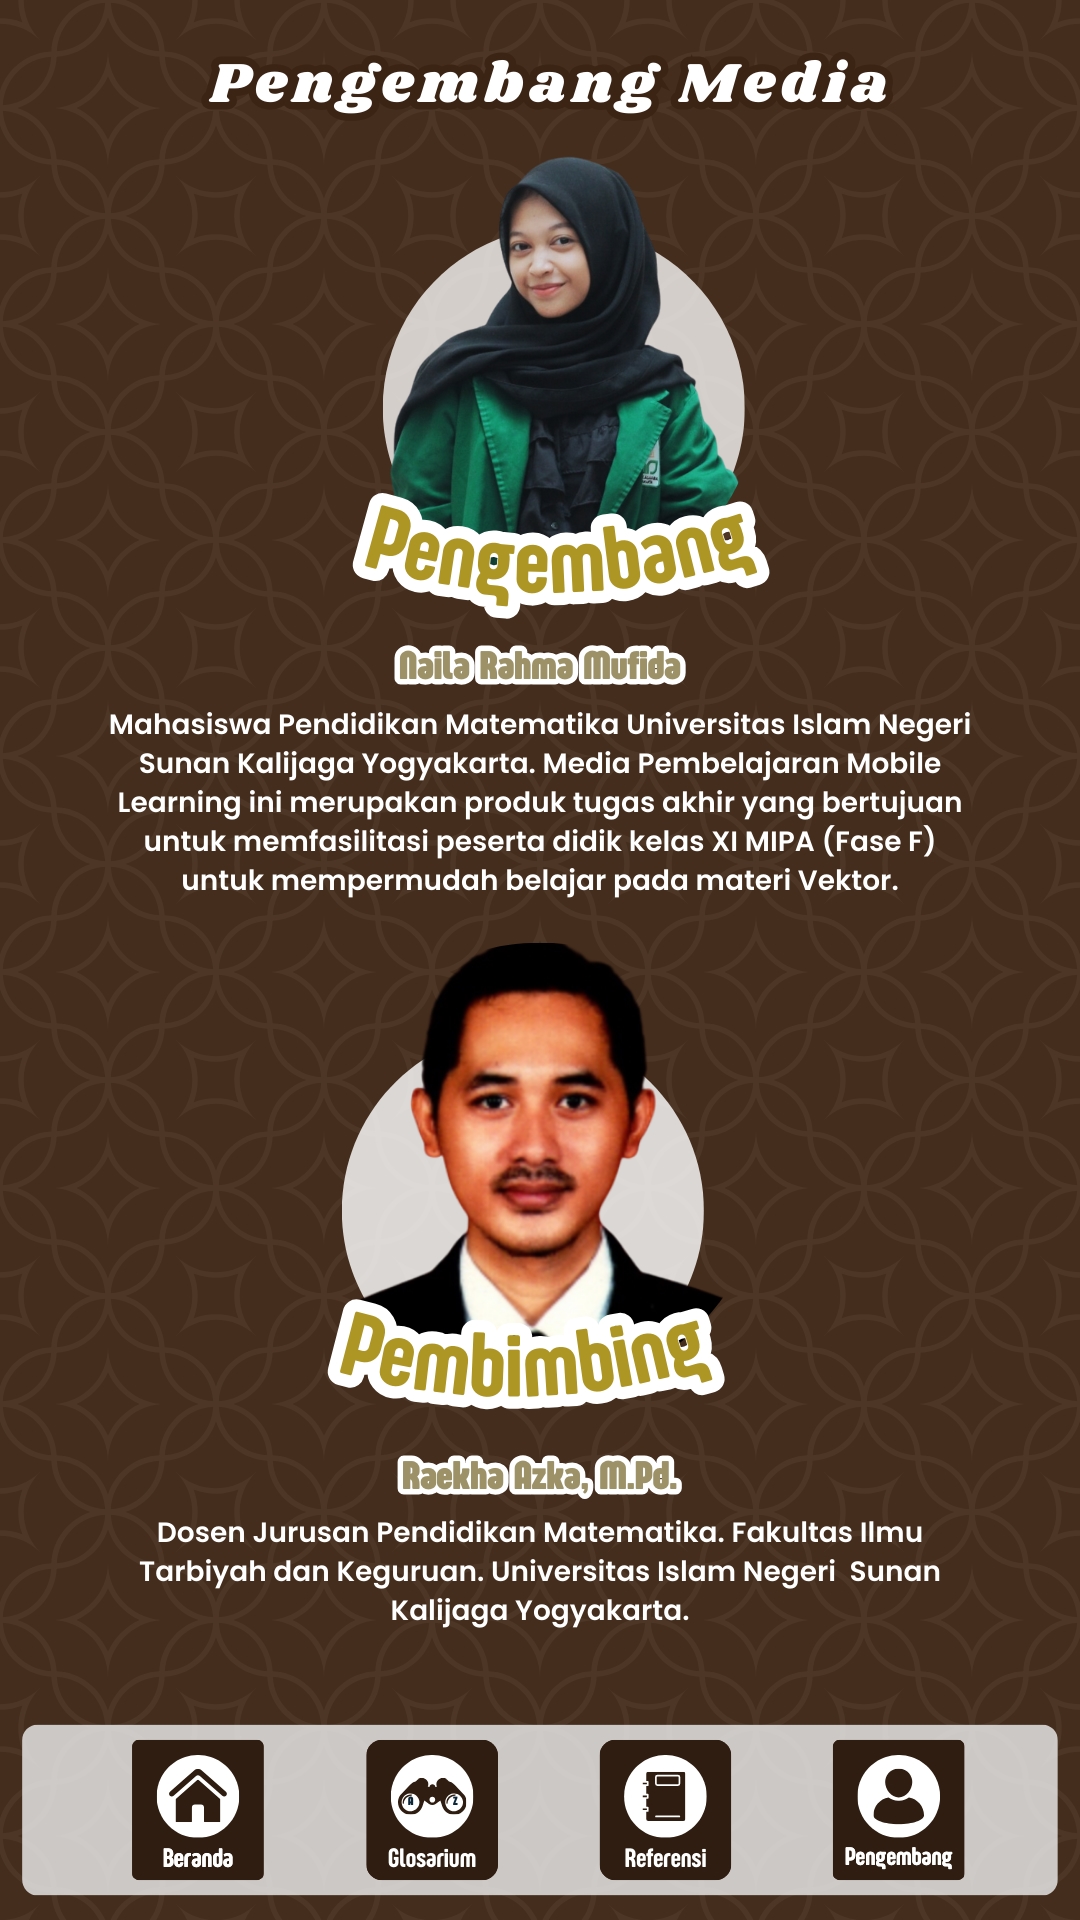 Pengembang Media
Pengembang
Naila Rahma Mufida
Mahasiswa Pendidikan Matematika Universitas Islam Negeri
Sunan Kalijaga Yogyakarta. Media Pembelajaran Mobile
Learning ini merupakan produk tugas akhir yang bertujuan
untuk memfasilitasi peserta didik kelas XI MIPA (Fase F)
untuk mempermudah belajar pada materi Vektor.
Pembimbing
Raekha Azka, M.Pd.
Dosen Jurusan Pendidikan Matematika. Fakultas Ilmu
Tarbiyah dan Keguruan. Universitas Islam Negeri  Sunan
Kalijaga Yogyakarta.
A Z
Beranda Glosarium Referensi Pengembang